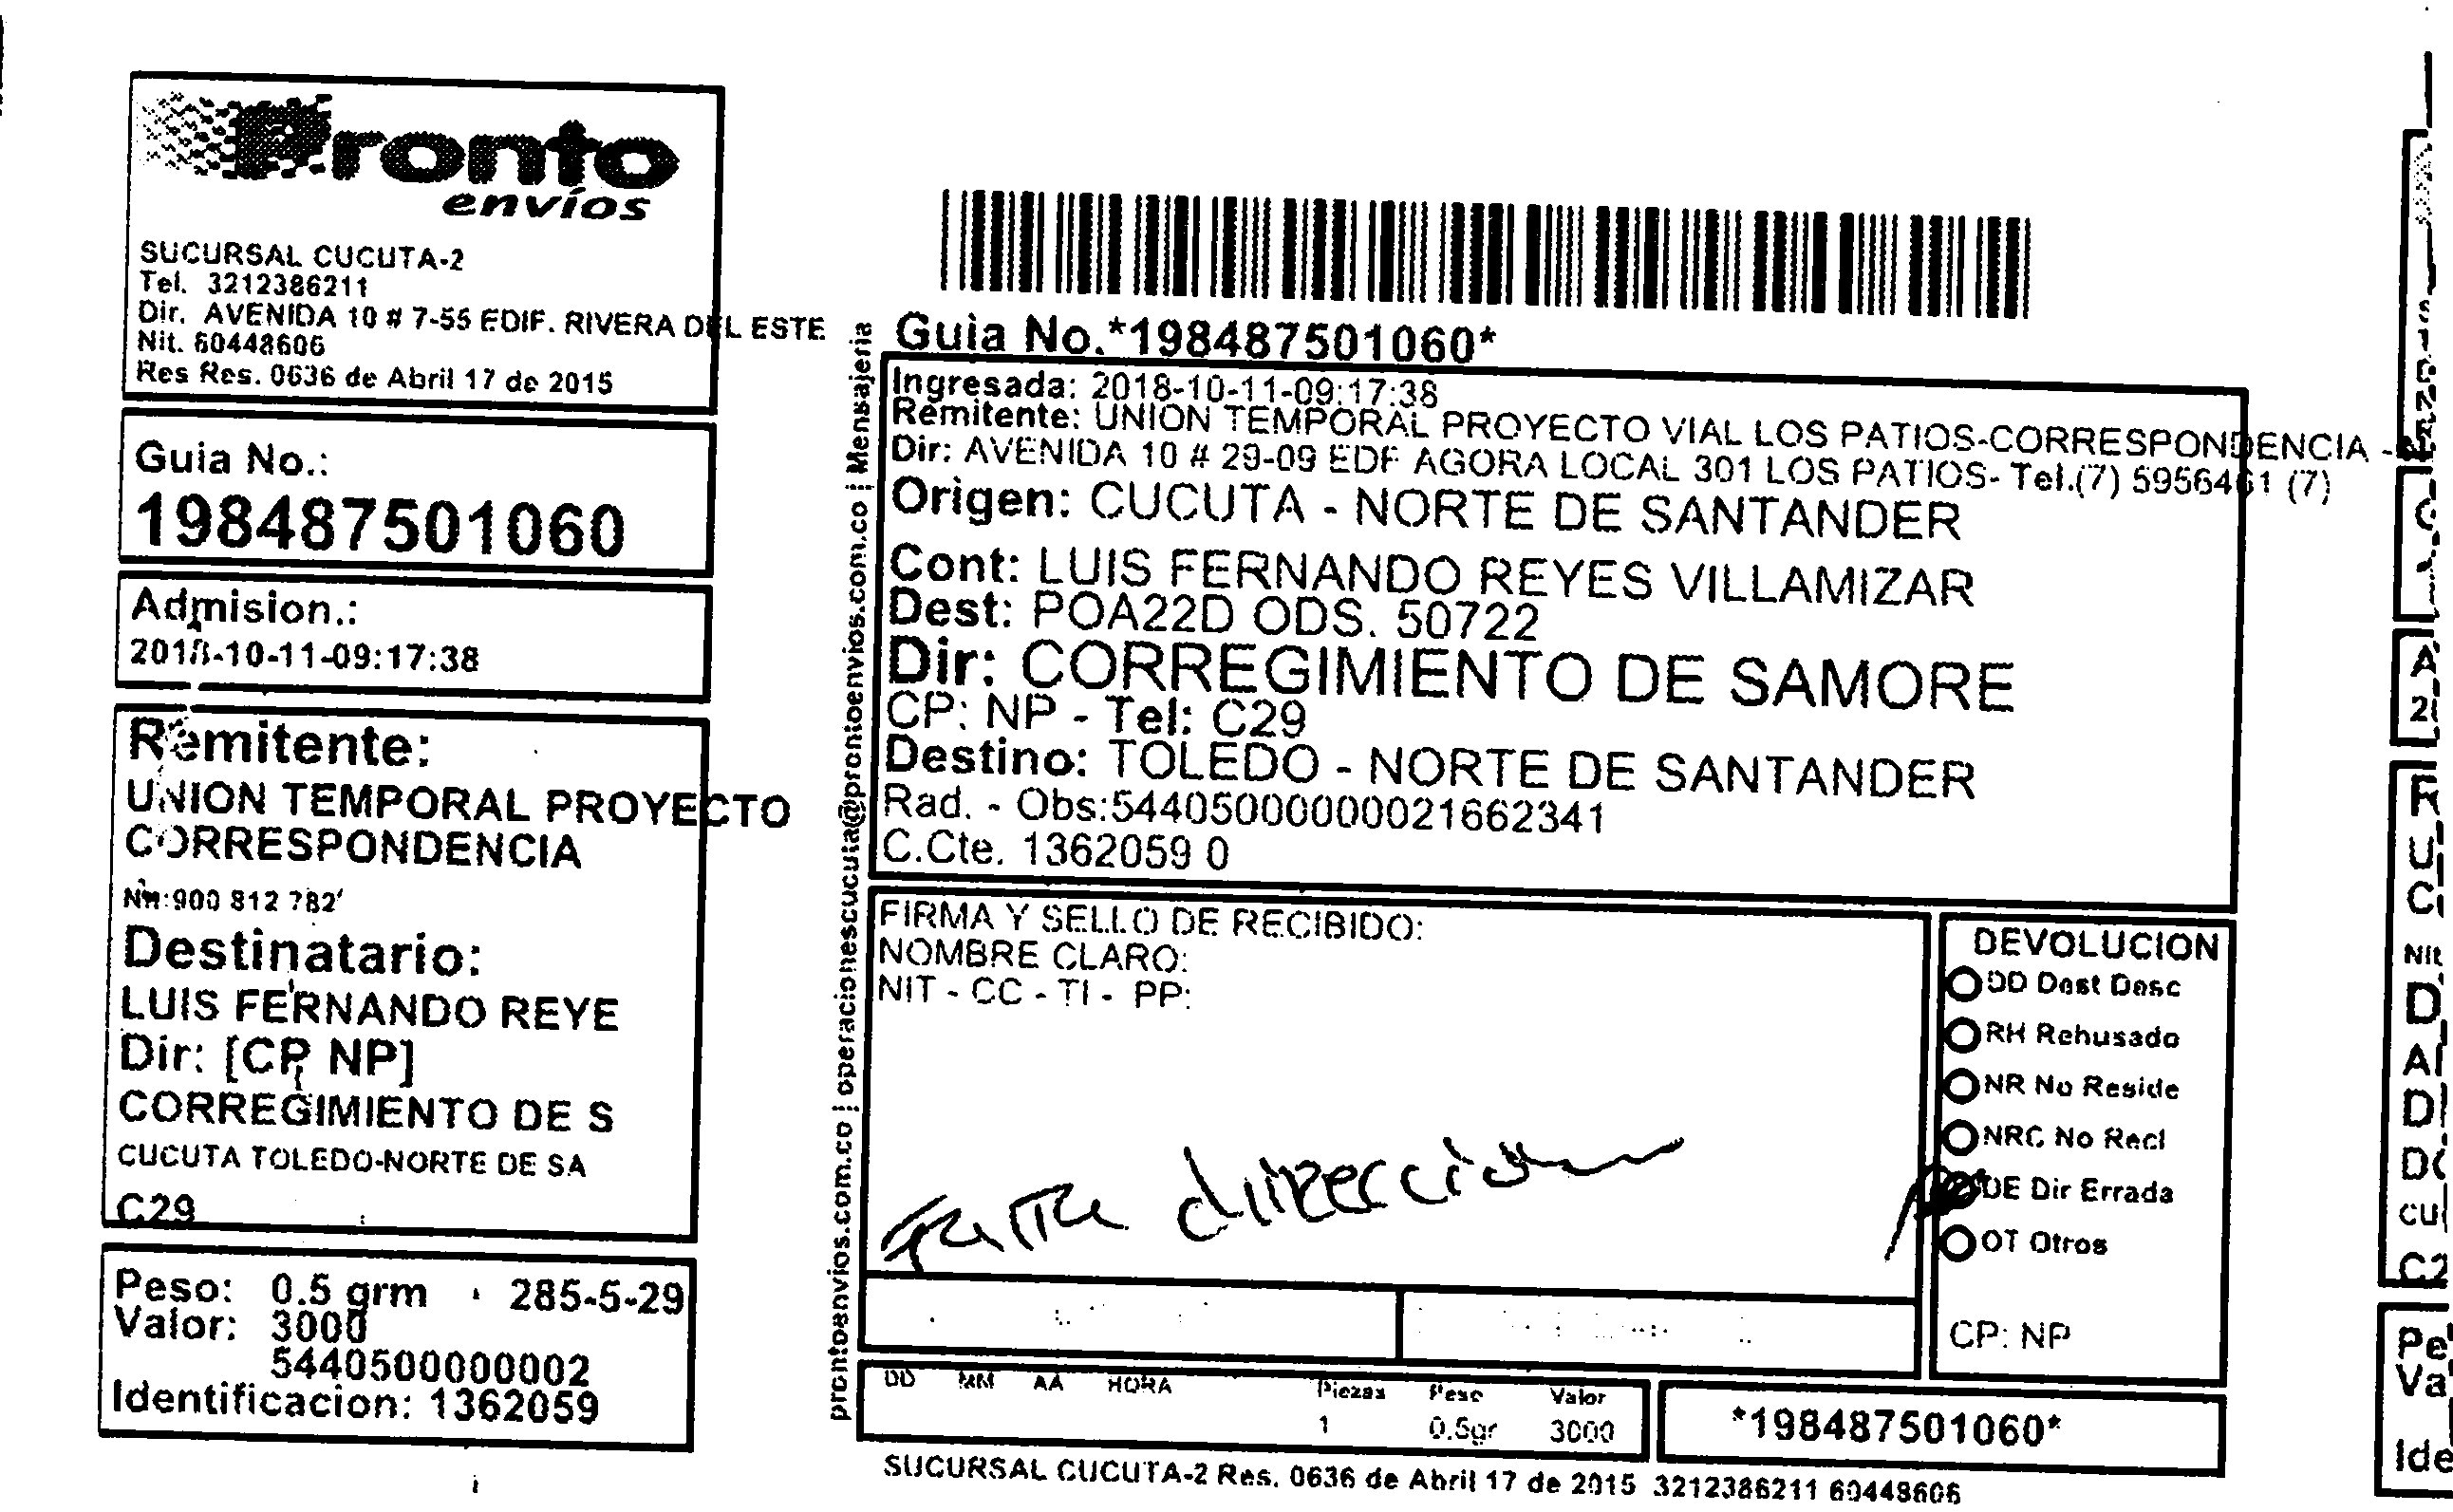 Pronto
envíos
SUCURSAL CUCUTA-2
Tel. 3212386211
Dir. AVENIDA 10 # 7-55 EDIF. RIVERA DEL ESTE
Nit. 60448606
Res Res. 0636 de Abril 17 de 2015
Guia No.:
198487501060
Admision.:
2018-10-11-09:17:38
Remitente:
UNION TEMPORAL PROYECTO
CORRESPONDENCIA
Nit:900 812 782
Destinatario:
LUIS FERNANDO REYE
Dir: [CP NP]
CORREGIMIENTO DE S
CUCUTA TOLEDO-NORTE DE SA
C29
Peso: 0.5 grm 285-5-29
Valor: 3000
5440500000002
Identificacion: 1362059
prontoenvios.com.co | operacionescucuta@prontoenvios.com.co | Mensajeria
Guia No.*198487501060*
Ingresada: 2018-10-11-09:17:38
Remitente: UNION TEMPORAL PROYECTO VIAL LOS PATIOS-CORRESPONDENCIA -
Dir: AVENIDA 10 # 29-09 EDF AGORA LOCAL 301 LOS PATIOS- Tel.(7) 5956461 (7)
Origen: CUCUTA - NORTE DE SANTANDER
Cont: LUIS FERNANDO REYES VILLAMIZAR
Dest: POA22D ODS. 50722
Dir: CORREGIMIENTO DE SAMORE
CP: NP - Tel: C29
Destino: TOLEDO - NORTE DE SANTANDER
Rad. - Obs:544050000000021662341
C.Cte. 1362059 0
FIRMA Y SELLO DE RECIBIDO:
NOMBRE CLARO:
NIT - CC - TI - PP:
Falta direccion
DEVOLUCION
DD Dest Desc
RH Rehusado
NR No Reside
NRC No Recl
DE Dir Errada
OT Otros
CP: NP
DD MM AA HORA Piezas Peso Valor
1 0.5gr 3000
*198487501060*
SUCURSAL CUCUTA-2 Res. 0636 de Abril 17 de 2015 3212386211 60448606